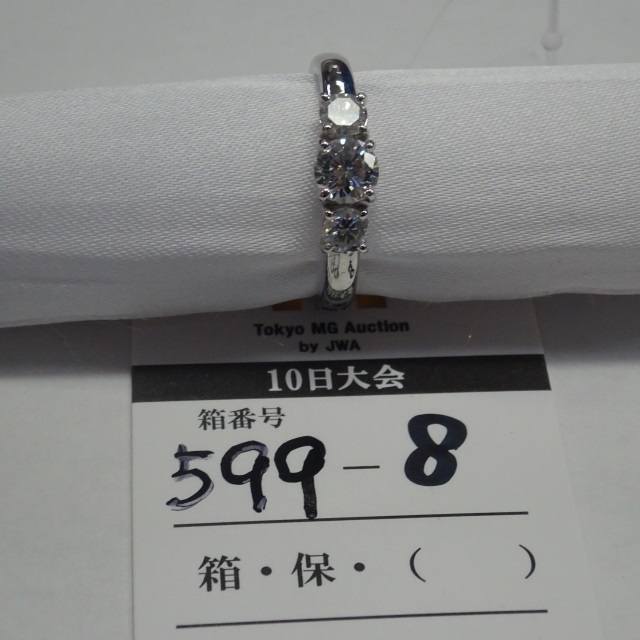 Tokyo MG Auction
by JWA
10日大会
箱番号
599-8
箱・保・(　　)